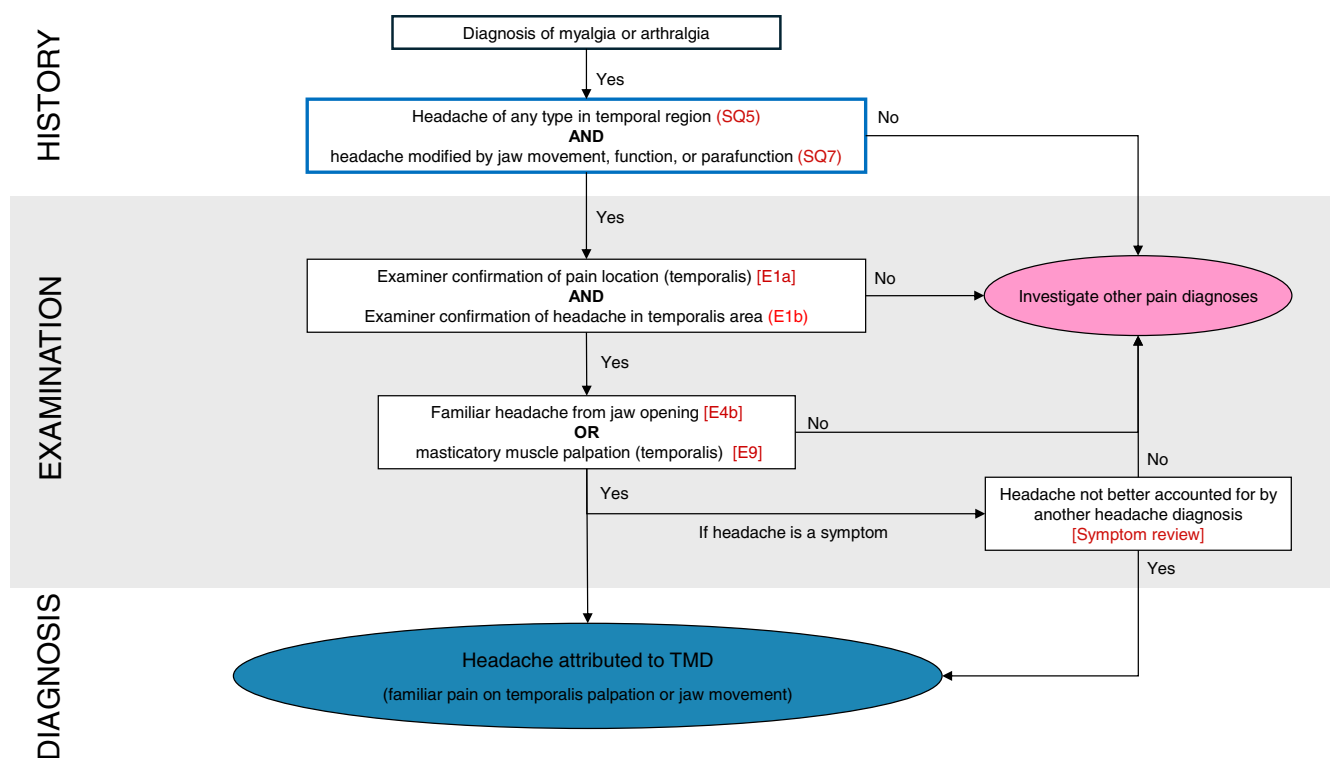 HISTORY
Diagnosis of myalgia or arthralgia
Yes
Headache of any type in temporal region (SQ5)
AND
headache modified by jaw movement, function, or parafunction (SQ7)
No
Yes
EXAMINATION
Examiner confirmation of pain location (temporalis) [E1a]
AND
Examiner confirmation of headache in temporalis area (E1b)
No
Investigate other pain diagnoses
Yes
Familiar headache from jaw opening [E4b]
OR
masticatory muscle palpation (temporalis) [E9]
No
Yes
If headache is a symptom
No
Headache not better accounted for by
another headache diagnosis
[Symptom review]
Yes
DIAGNOSIS
Headache attributed to TMD
(familiar pain on temporalis palpation or jaw movement)